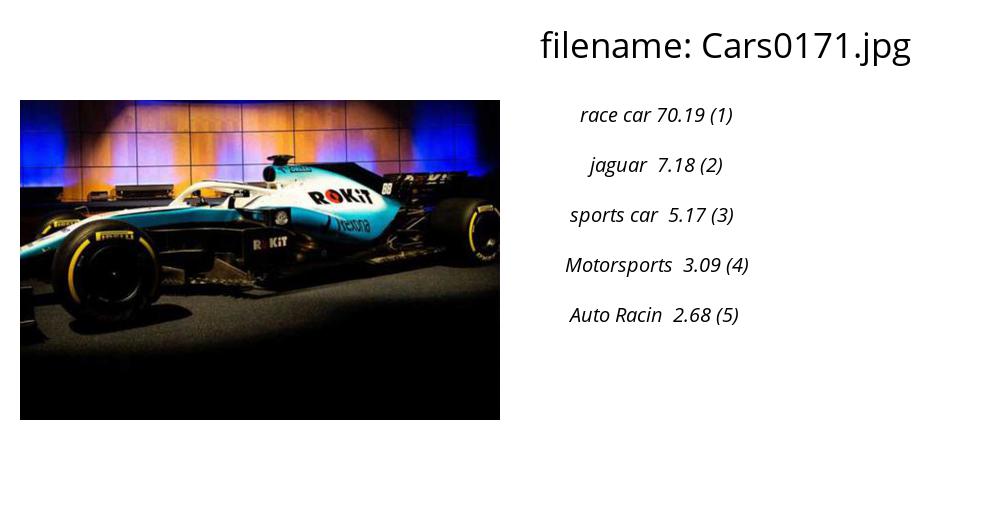 filename: Cars0171.jpg
race car 70.19 (1)
jaguar 7.18 (2)
sports car 5.17 (3)
Motorsports 3.09 (4)
Auto Racin 2.68 (5)
ROKiT
88
rexona
ROKiT
PIRELLI